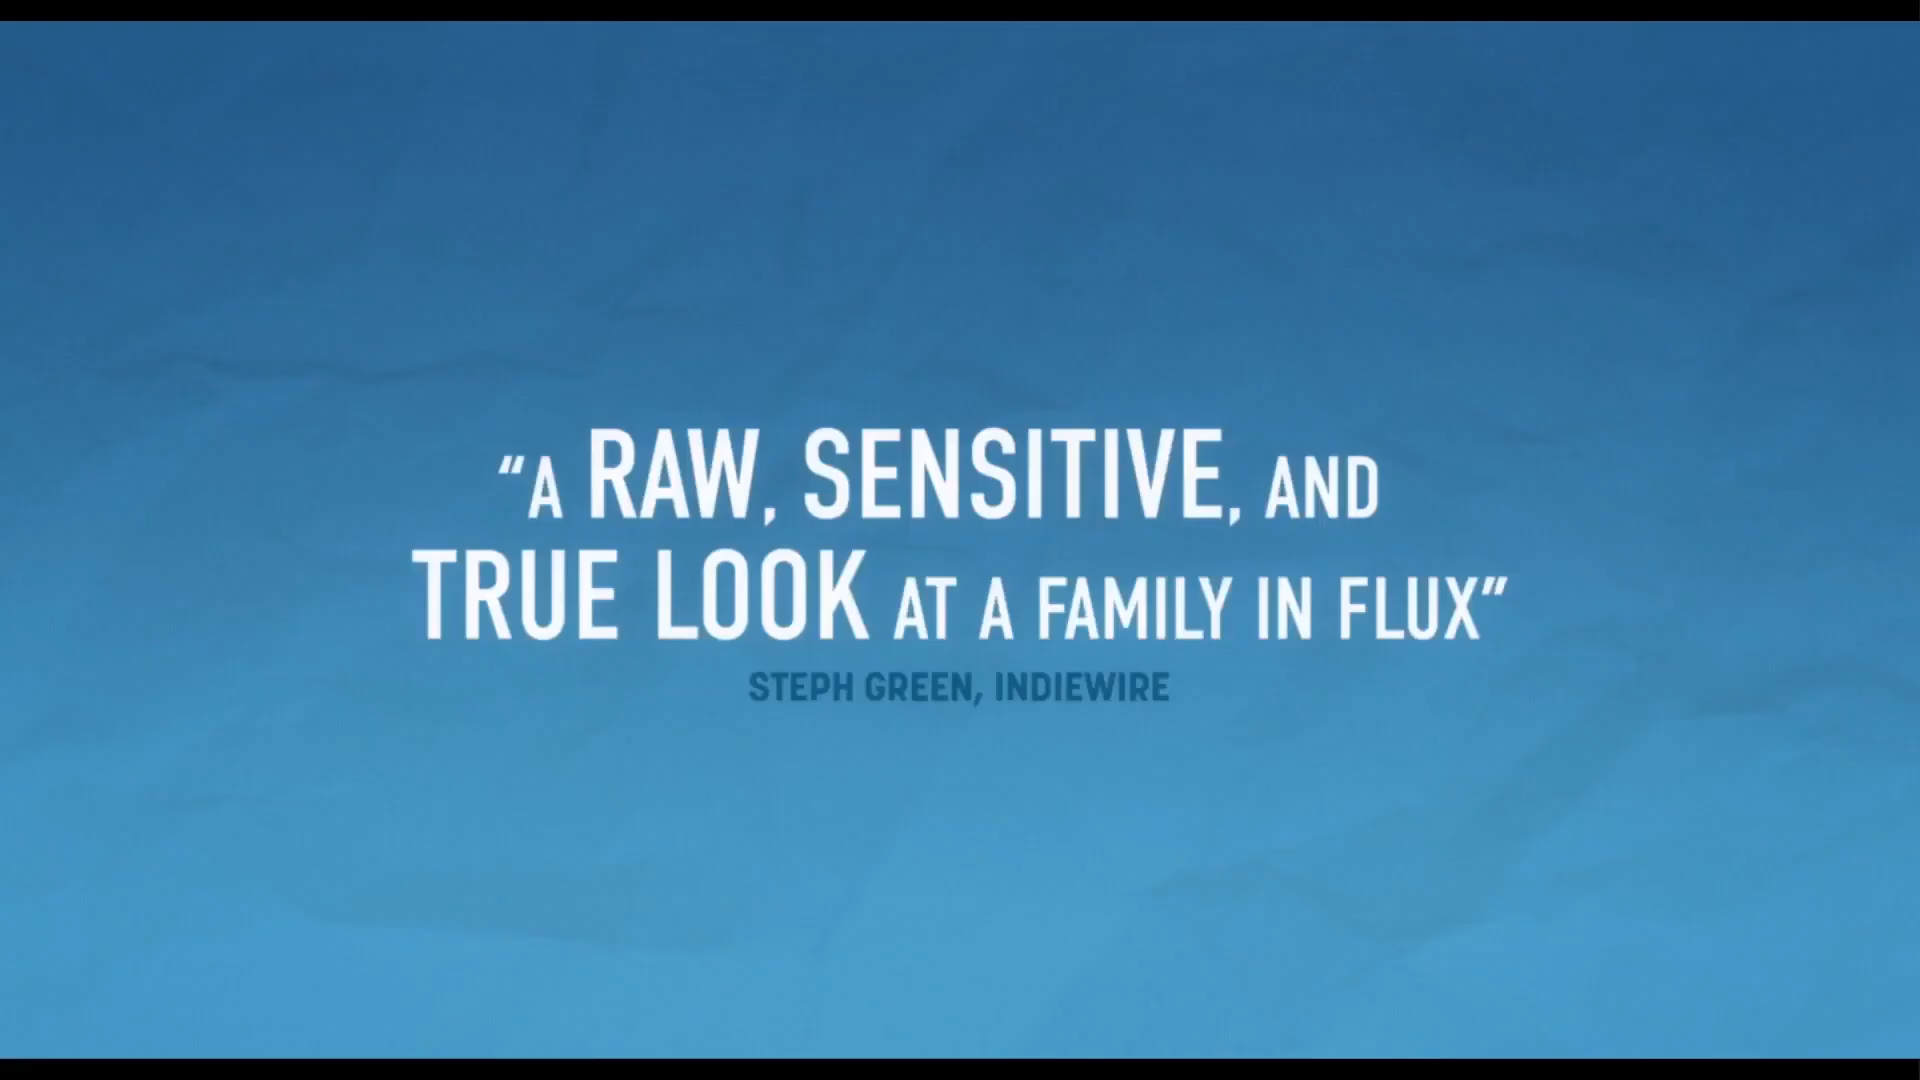 “A RAW, SENSITIVE, AND
TRUE LOOK AT A FAMILY IN FLUX”
STEPH GREEN, INDIEWIRE